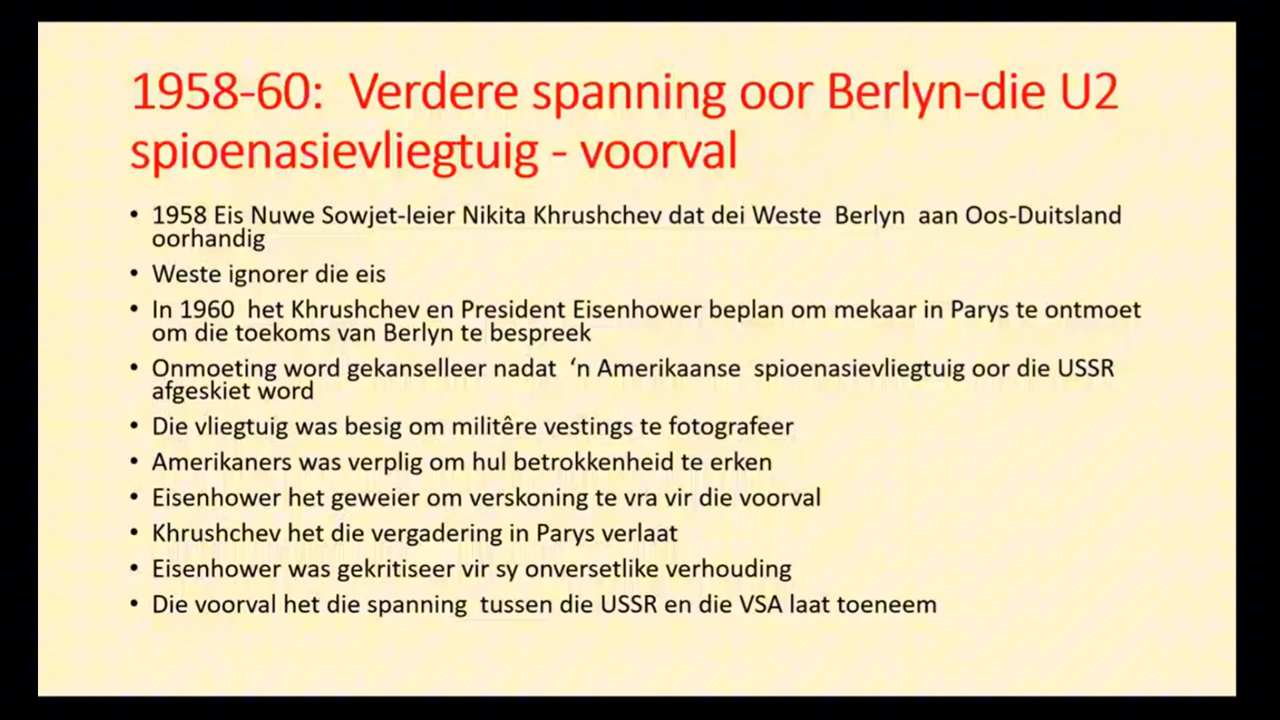 1958-60:  Verdere spanning oor Berlyn-die U2
spioenasievliegtuig - voorval
• 1958 Eis Nuwe Sowjet-leier Nikita Khrushchev dat dei Weste  Berlyn  aan Oos-Duitsland
oorhandig
• Weste ignorer die eis
• In 1960  het Khrushchev en President Eisenhower beplan om mekaar in Parys te ontmoet
om die toekoms van Berlyn te bespreek
• Onmoeting word gekanselleer nadat  ‘n Amerikaanse  spioenasievliegtuig oor die USSR
afgeskiet word
• Die vliegtuig was besig om militêre vestings te fotografeer
• Amerikaners was verplig om hul betrokkenheid te erken
• Eisenhower het geweier om verskoning te vra vir die voorval
• Khrushchev het die vergadering in Parys verlaat
• Eisenhower was gekritiseer vir sy onversetlike verhouding
• Die voorval het die spanning  tussen die USSR en die VSA laat toeneem